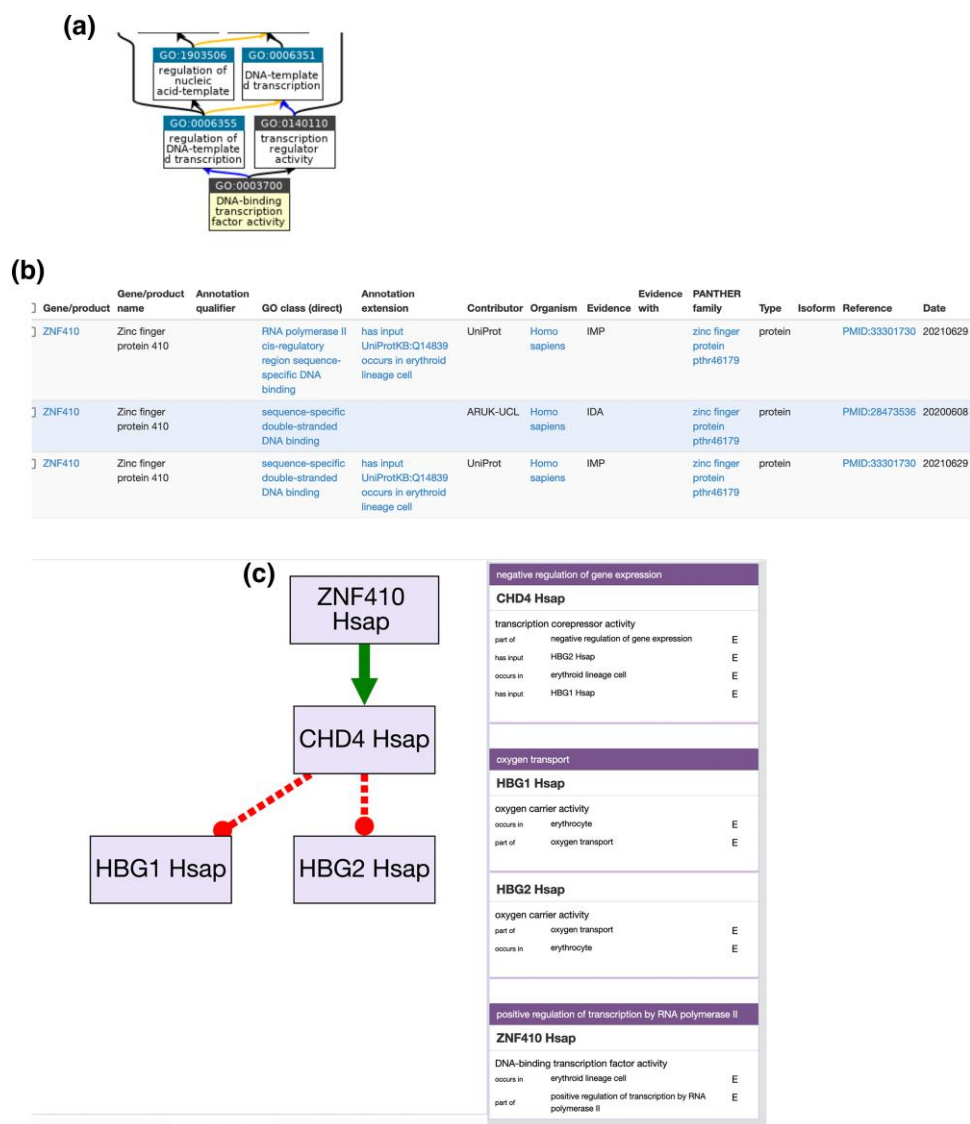 (a)
GO:1903506
regulation of
nucleic
acid-template
GO:0006351
DNA-template
d transcription
GO:0006355
regulation of
DNA-template
d transcription
GO:0140110
transcription
regulator
activity
GO:0003700
DNA-binding
transcription
factor activity
(b)
Gene/product Gene/product name Annotation qualifier GO class (direct) Annotation extension Contributor Organism Evidence Evidence with PANTHER family Type Isoform Reference Date
ZNF410 Zinc finger RNA polymerase II has input UniProt Homo IMP zinc finger protein PMID:33301730 20210629
protein 410 cis-regulatory UniProtKB:Q14839 sapiens protein
region sequence- occurs in erythroid pthr46179
specific DNA lineage cell
binding
ZNF410 Zinc finger sequence-specific ARUK-UCL Homo IDA zinc finger protein PMID:28473536 20200608
protein 410 double-stranded sapiens protein
DNA binding pthr46179
ZNF410 Zinc finger sequence-specific has input UniProt Homo IMP zinc finger protein PMID:33301730 20210629
protein 410 double-stranded UniProtKB:Q14839 sapiens protein
DNA binding occurs in erythroid pthr46179
lineage cell
(c)
ZNF410
Hsap
CHD4 Hsap
HBG1 Hsap
HBG2 Hsap
negative regulation of gene expression
CHD4 Hsap
transcription corepressor activity
part of negative regulation of gene expression E
has input HBG2 Hsap E
occurs in erythroid lineage cell E
has input HBG1 Hsap E
oxygen transport
HBG1 Hsap
oxygen carrier activity
occurs in erythrocyte E
part of oxygen transport E
HBG2 Hsap
oxygen carrier activity
part of oxygen transport E
occurs in erythrocyte E
positive regulation of transcription by RNA polymerase II
ZNF410 Hsap
DNA-binding transcription factor activity
occurs in erythroid lineage cell E
part of positive regulation of transcription by RNA E
polymerase II